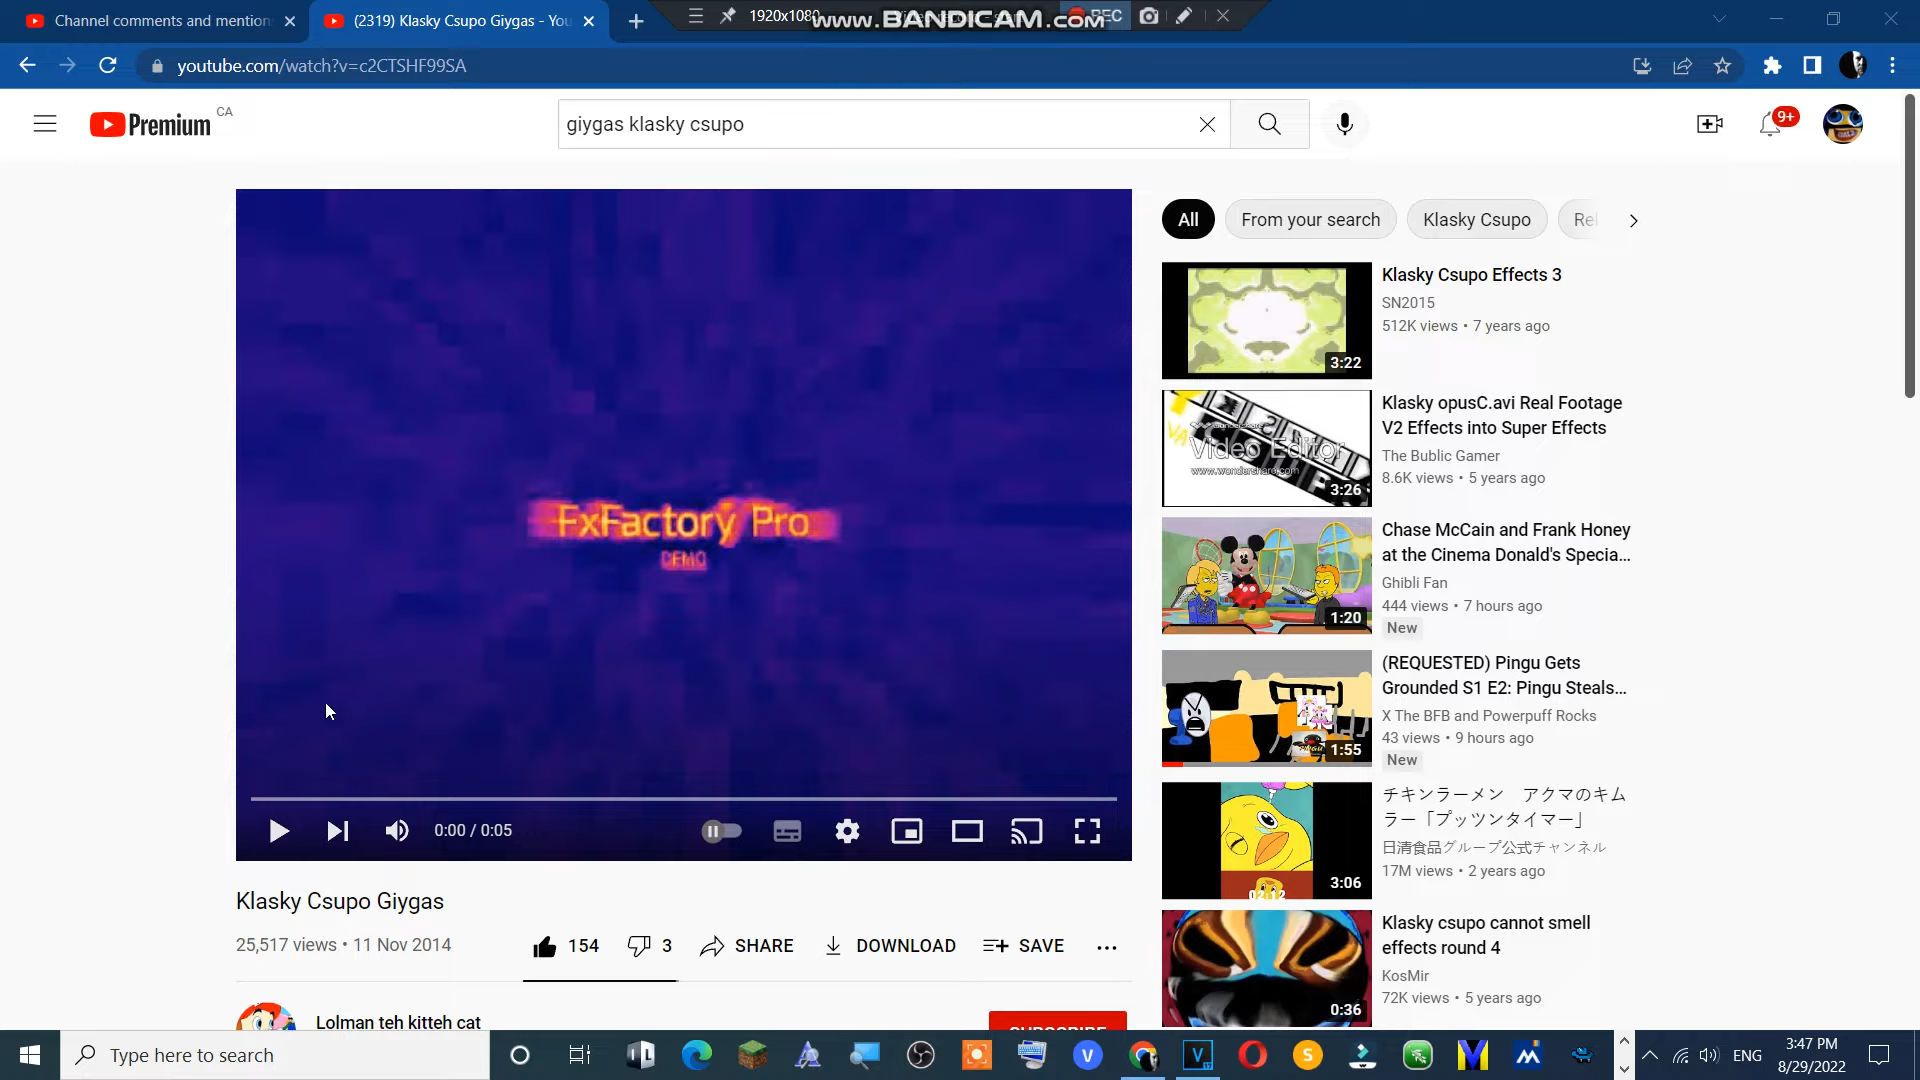 Channel comments and mention
(2319) Klasky Csupo Giygas - You
1920x1080
www.BANDICAM.com
REC
youtube.com/watch?v=c2CTSHF99SA
Premium
CA
giygas klasky csupo
9+
All
From your search
Klasky Csupo
Rel
FxFactory Pro
DEMO
0:00 / 0:05
Klasky Csupo Giygas
25,517 views • 11 Nov 2014
154
3
SHARE
DOWNLOAD
SAVE
Lolman teh kitteh cat
SUBSCRIBE
3:22
Klasky Csupo Effects 3
SN2015
512K views • 7 years ago
Wondershare
Video Editor
www.wondershare.com
3:26
Klasky opusC.avi Real Footage
V2 Effects into Super Effects
The Bublic Gamer
8.6K views • 5 years ago
1:20
Chase McCain and Frank Honey
at the Cinema Donald's Specia...
Ghibli Fan
444 views • 7 hours ago
New
1:55
(REQUESTED) Pingu Gets
Grounded S1 E2: Pingu Steals...
X The BFB and Powerpuff Rocks
43 views • 9 hours ago
New
02:12
3:06
チキンラーメン アクマのキム
ラー「プッツンタイマー」
日清食品グループ公式チャンネル
17M views • 2 years ago
0:36
Klasky csupo cannot smell
effects round 4
KosMir
72K views • 5 years ago
Type here to search
ENG
3:47 PM
8/29/2022